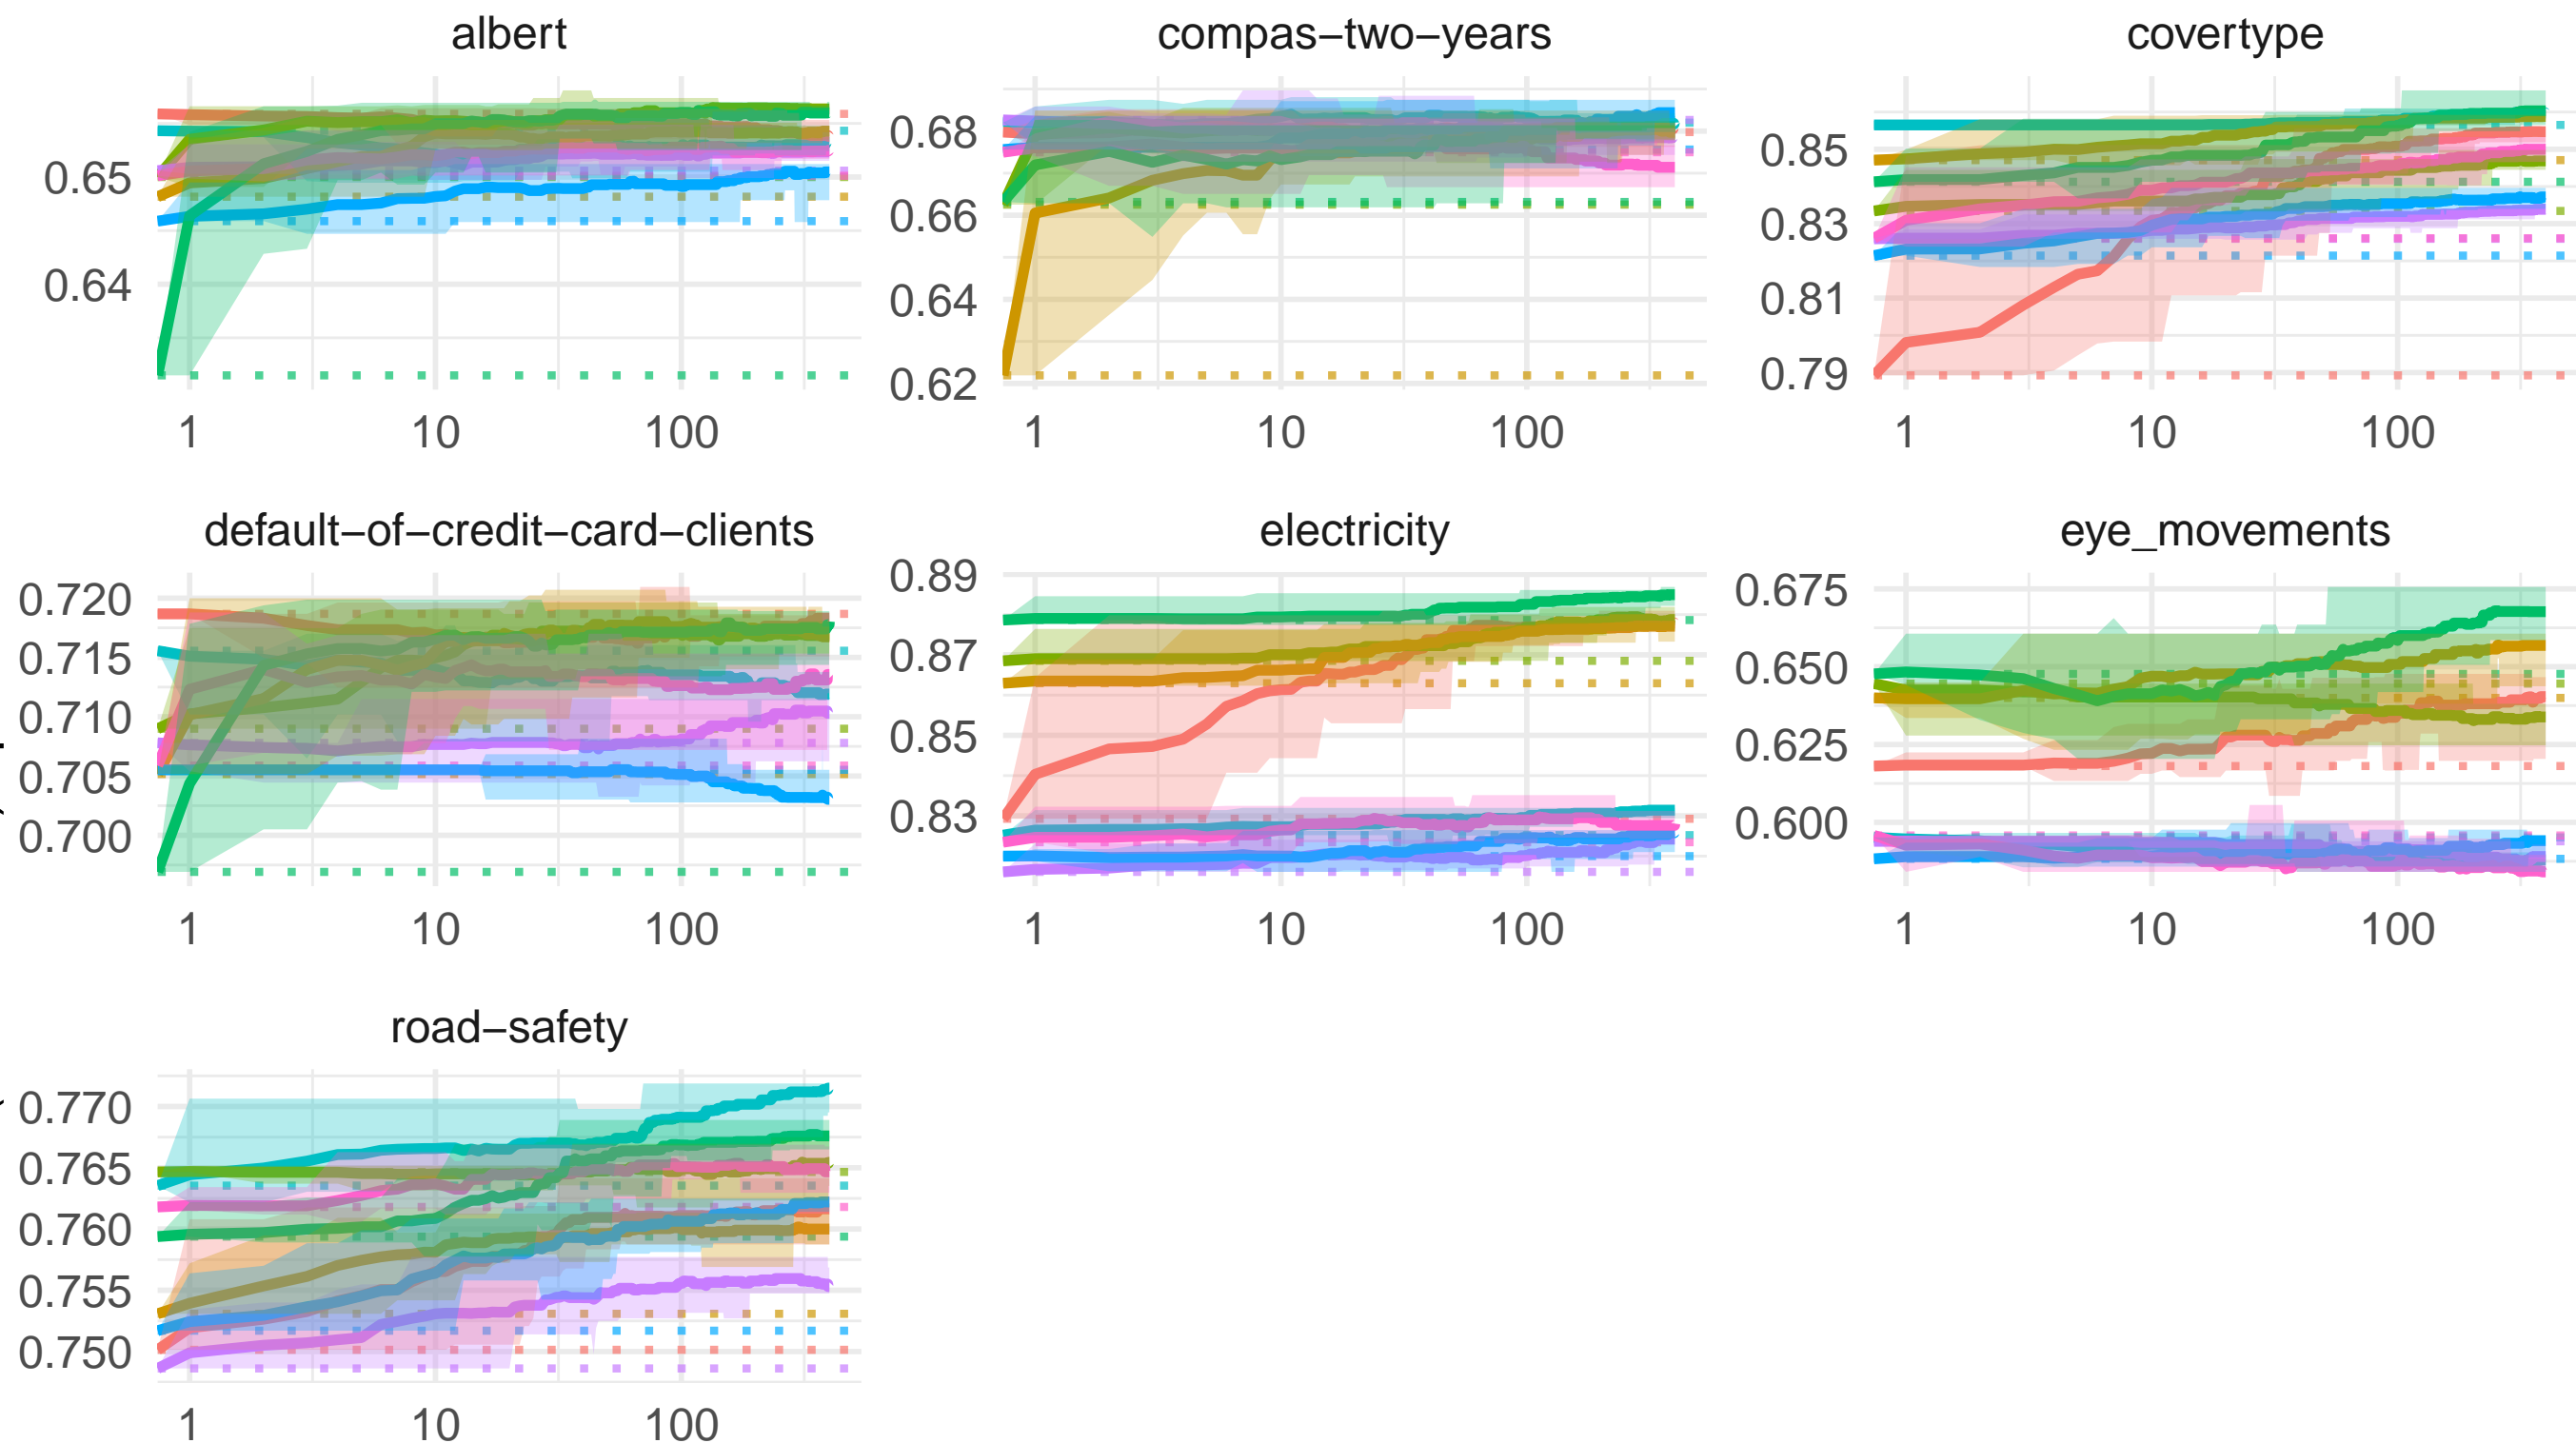 albert
compas−two−years
covertype
0.65
0.64
1 10 100
0.68
0.66
0.64
0.62
1 10 100
0.85
0.83
0.81
0.79
1 10 100
default−of−credit−card−clients
electricity
eye_movements
0.720
0.715
0.710
0.705
0.700
1 10 100
0.89
0.87
0.85
0.83
1 10 100
0.675
0.650
0.625
0.600
1 10 100
road−safety
0.770
0.765
0.760
0.755
0.750
1 10 100